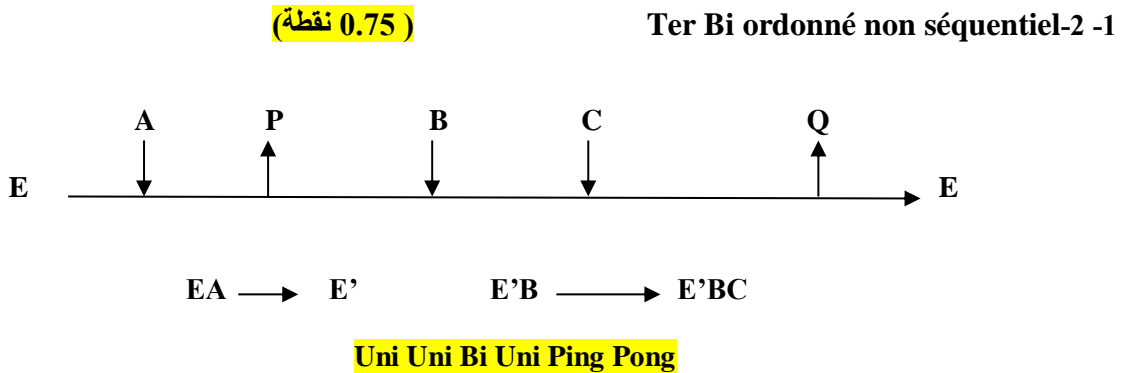 Ter Bi ordonné non séquentiel-2 -1 ( 0.75 نقطة)
A P B C Q
E E
EA E’ E’B E’BC
Uni Uni Bi Uni Ping Pong